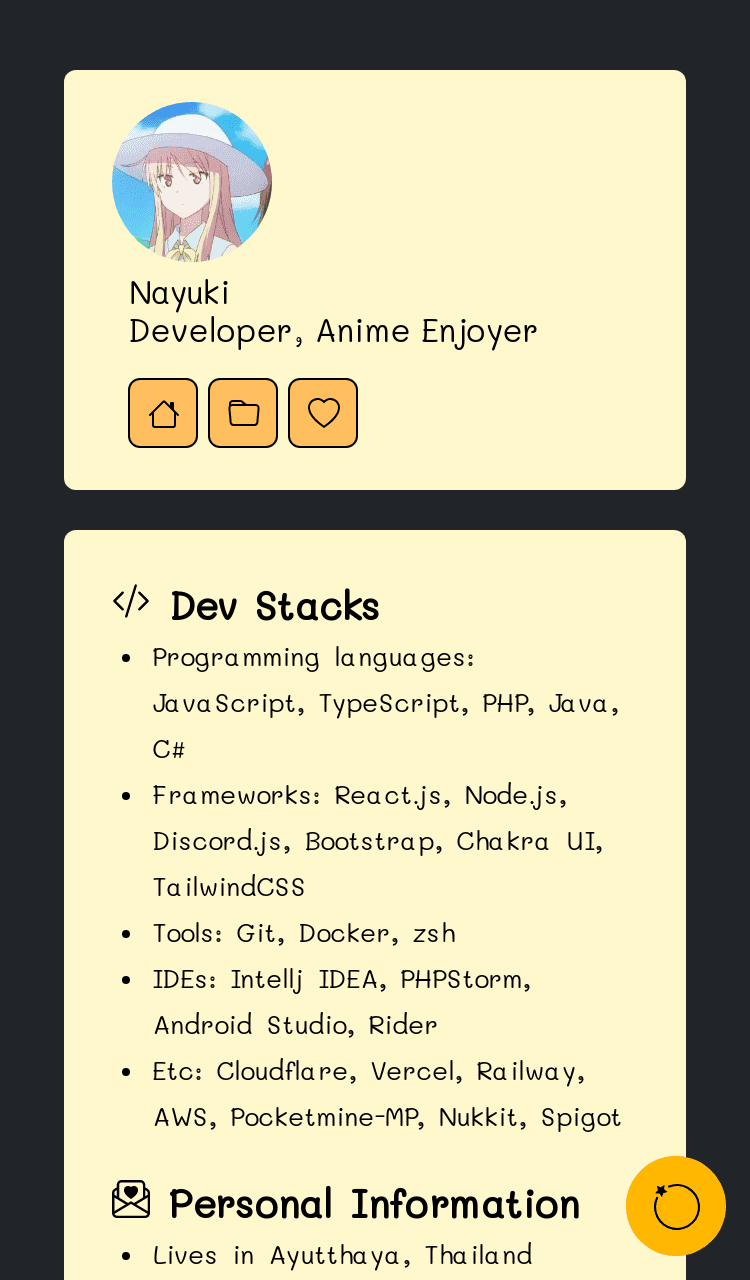 Nayuki
Developer, Anime Enjoyer
Dev Stacks
Programming languages:
JavaScript, TypeScript, PHP, Java,
C#
Frameworks: React.js, Node.js,
Discord.js, Bootstrap, Chakra UI,
TailwindCSS
Tools: Git, Docker, zsh
IDEs: Intellj IDEA, PHPStorm,
Android Studio, Rider
Etc: Cloudflare, Vercel, Railway,
AWS, Pocketmine-MP, Nukkit, Spigot
Personal Information
Lives in Ayutthaya, Thailand